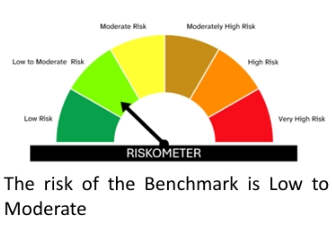 Moderate Risk
Moderately High Risk
Low to Moderate Risk
High Risk
Low Risk
Very High Risk
RISKOMETER
The risk of the Benchmark is Low to
Moderate